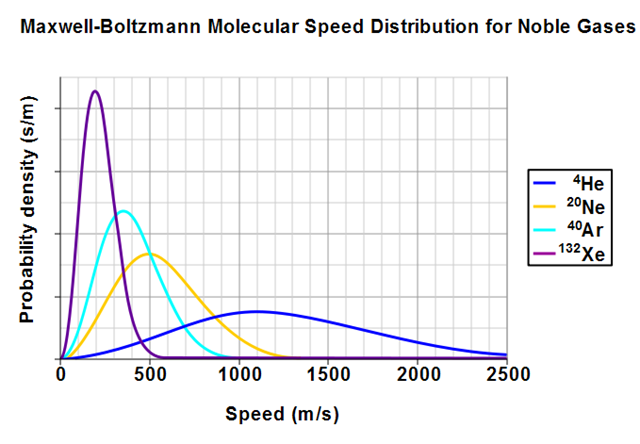 Maxwell-Boltzmann Molecular Speed Distribution for Noble Gases
Probability density (s/m)
⁴He
²⁰Ne
⁴⁰Ar
¹³²Xe
0 500 1000 1500 2000 2500
Speed (m/s)